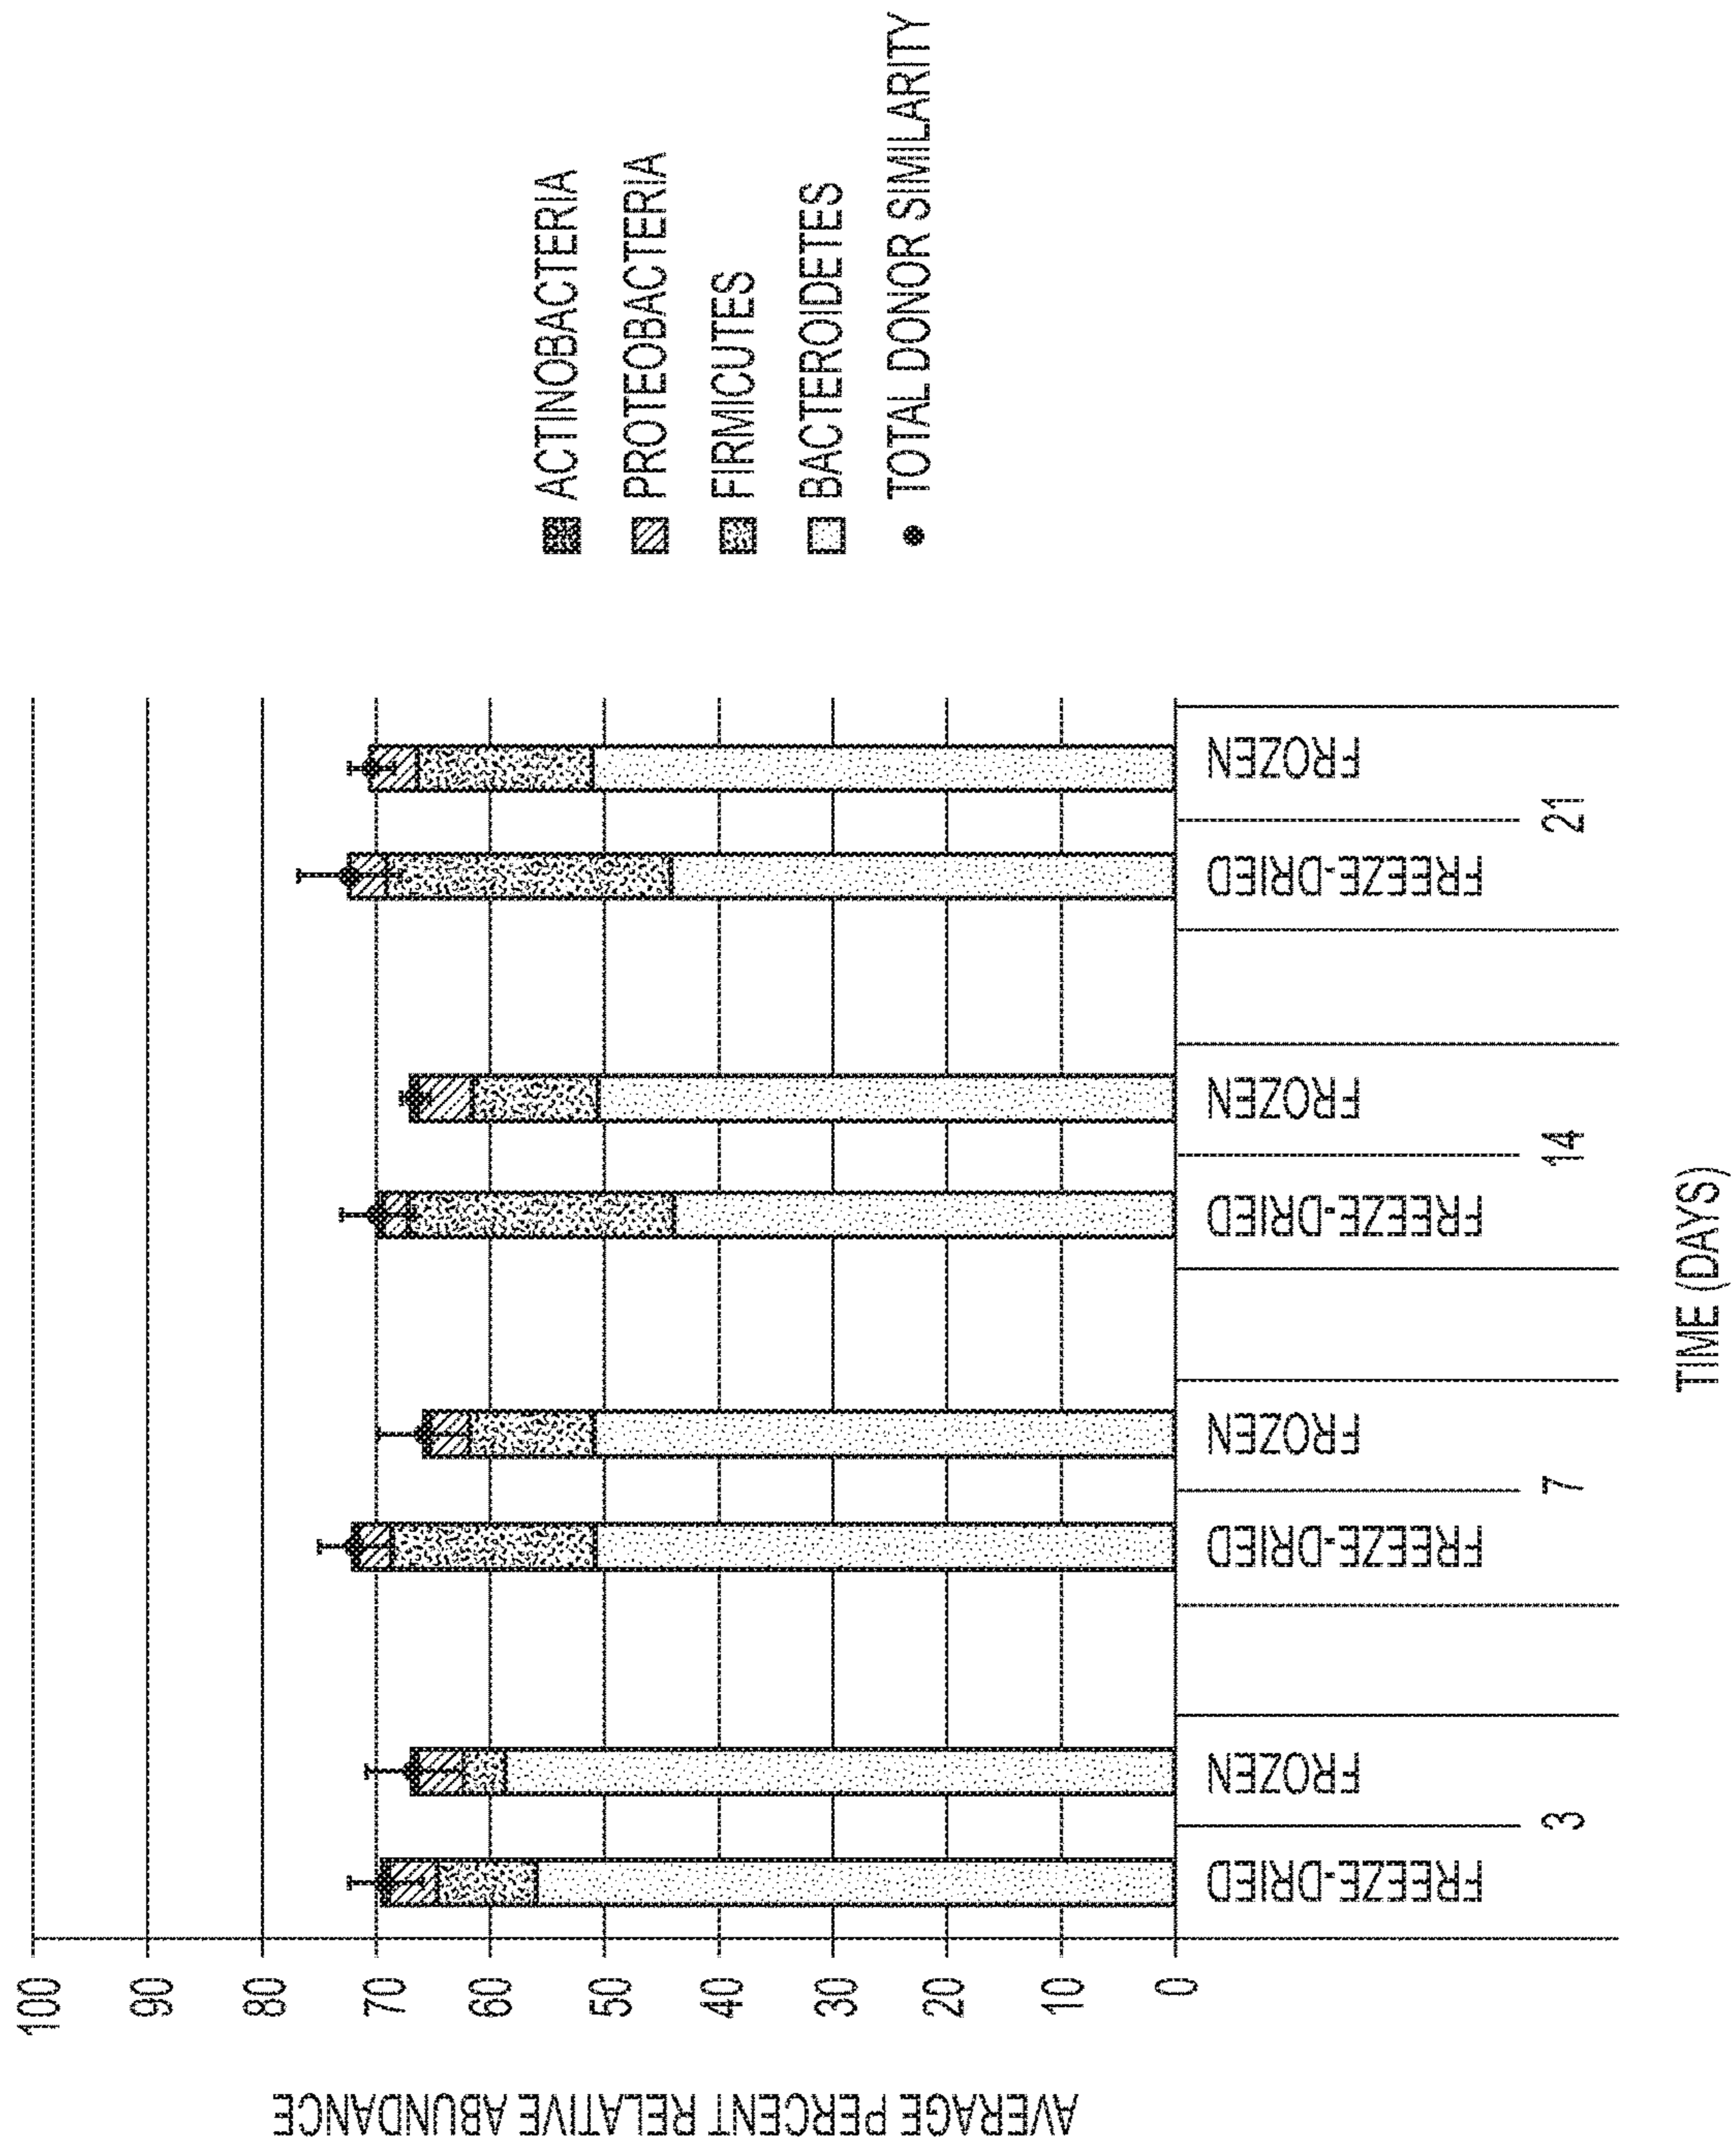 AVERAGE PERCENT RELATIVE ABUNDANCE
100
90
80
70
60
50
40
30
20
10
0
FREEZE-DRIED
FROZEN
FREEZE-DRIED
FROZEN
FREEZE-DRIED
FROZEN
FREEZE-DRIED
FROZEN
3
7
14
21
TIME (DAYS)
ACTINOBACTERIA
PROTEOBACTERIA
FIRMICUTES
BACTEROIDETES
TOTAL DONOR SIMILARITY